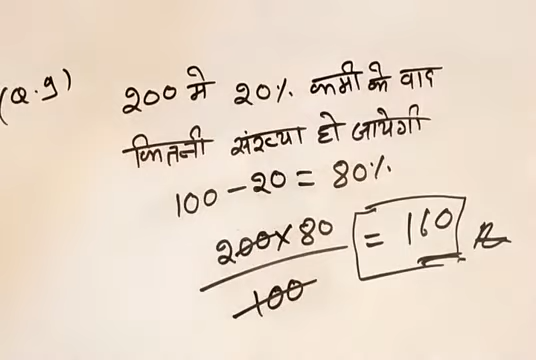 (Q.9) 200 मे 20% कमी के वाद
कितनी संख्या हो जायेगी
100 - 20 = 80%
200 × 80 / 100 = 160